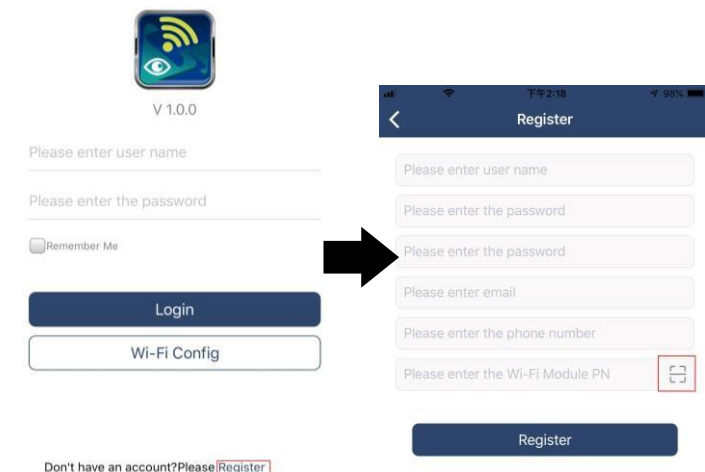 V 1.0.0
Please enter user name
Please enter the password
Remember Me
Login
Wi-Fi Config
Don't have an account?Please Register
下午2:18
98%
Register
Please enter user name
Please enter the password
Please enter the password
Please enter email
Please enter the phone number
Please enter the Wi-Fi Module PN
Register